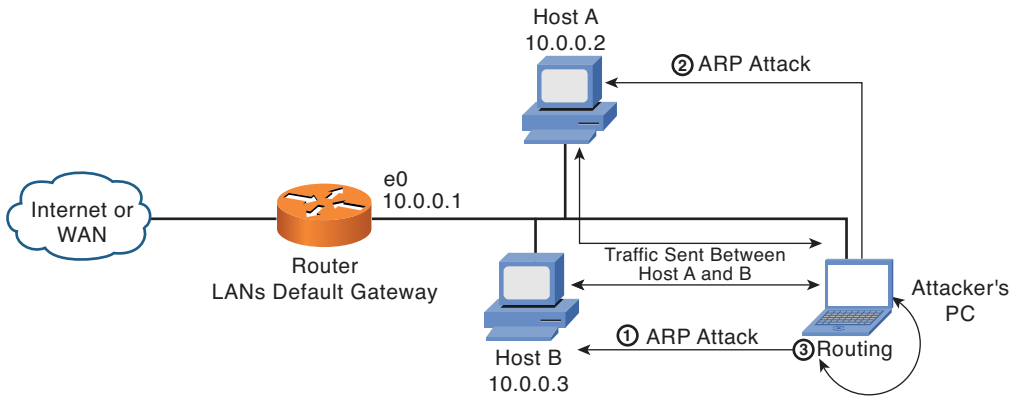 Host A
10.0.0.2
② ARP Attack
e0
10.0.0.1
Internet or
WAN
Router
LANs Default Gateway
Traffic Sent Between
Host A and B
Attacker's
PC
① ARP Attack
③ Routing
Host B
10.0.0.3